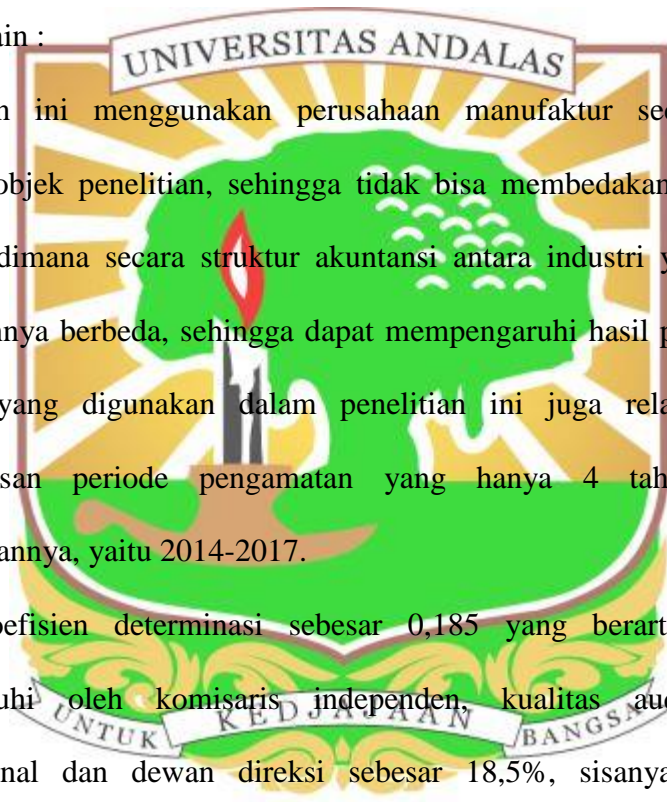 ain :
UNIVERSITAS ANDALAS
n ini menggunakan perusahaan manufaktur se
objek penelitian, sehingga tidak bisa membedakan
dimana secara struktur akuntansi antara industri y
nnya berbeda, sehingga dapat mempengaruhi hasil p
yang digunakan dalam penelitian ini juga rela
san periode pengamatan yang hanya 4 tah
annya, yaitu 2014-2017.
oefisien determinasi sebesar 0,185 yang berart
uhi oleh komisaris independen, kualitas au
UNTUK KEDJAJAAN BANGSA
nal dan dewan direksi sebesar 18,5%, sisanya